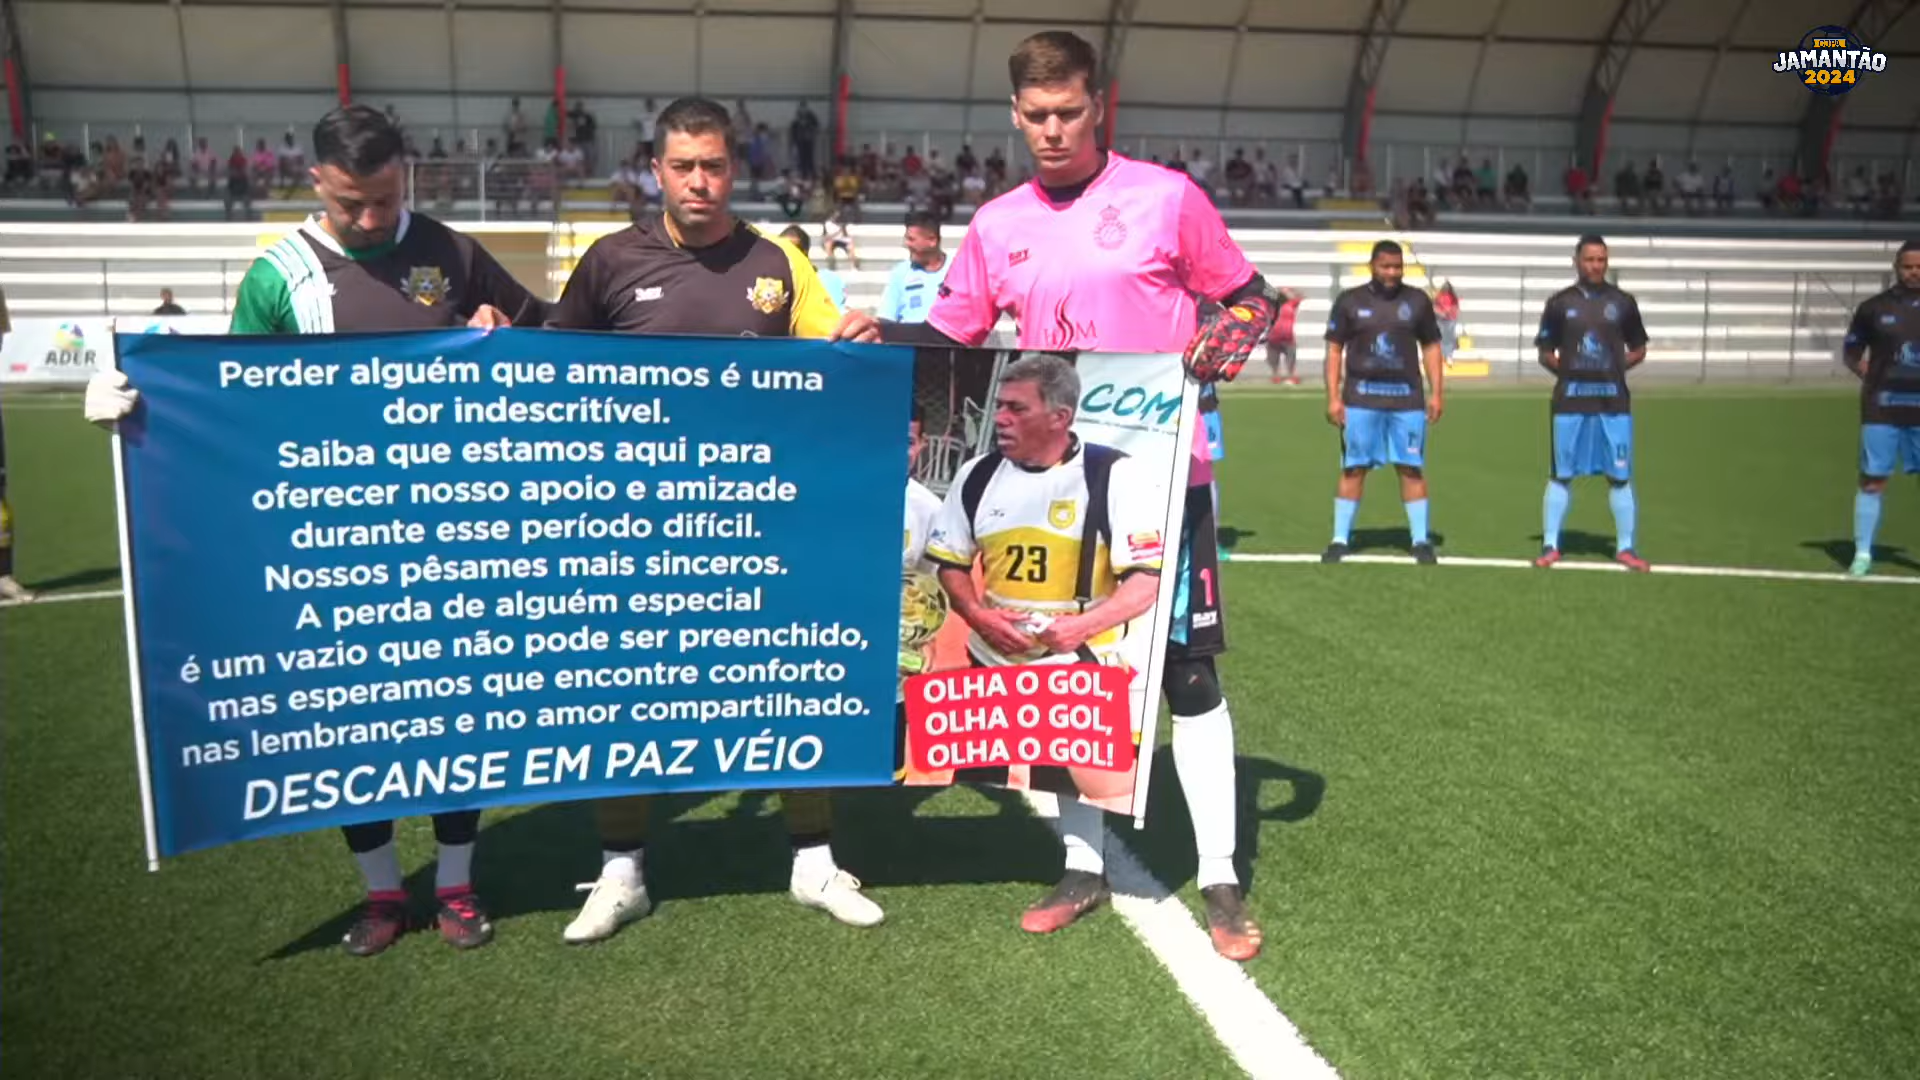 COPA
JAMANTÃO
2024
Perder alguém que amamos é uma
dor indescritível.
Saiba que estamos aqui para
oferecer nosso apoio e amizade
durante esse período difícil.
Nossos pêsames mais sinceros.
A perda de alguém especial
é um vazio que não pode ser preenchido,
mas esperamos que encontre conforto
nas lembranças e no amor compartilhado.
DESCANSE EM PAZ VÉIO
COM
23
OLHA O GOL,
OLHA O GOL,
OLHA O GOL!
ADER
1